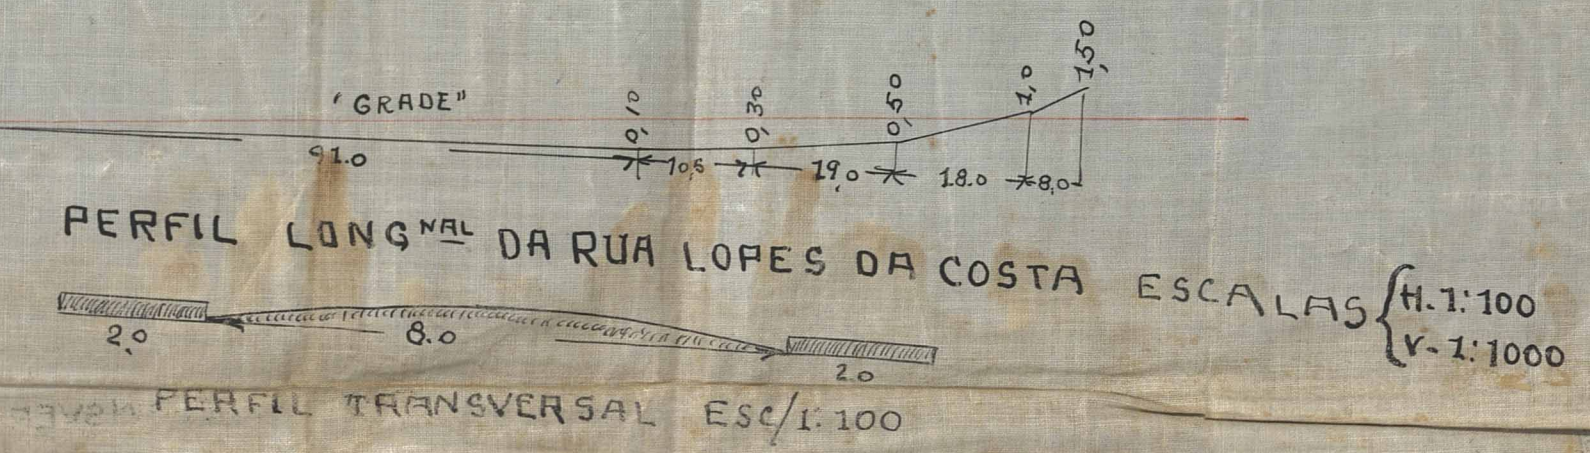 "GRADE" 0,10 0,30 0,50 1,0 1,50
91.0 10,5 19,0 18.0 8,0
PERFIL LONGNAL DA RUA LOPES DA COSTA ESCALAS
H. 1:100
V. 1:1000
2,0 8.0 2.0
PERFIL TRANSVERSAL ESC/1:100